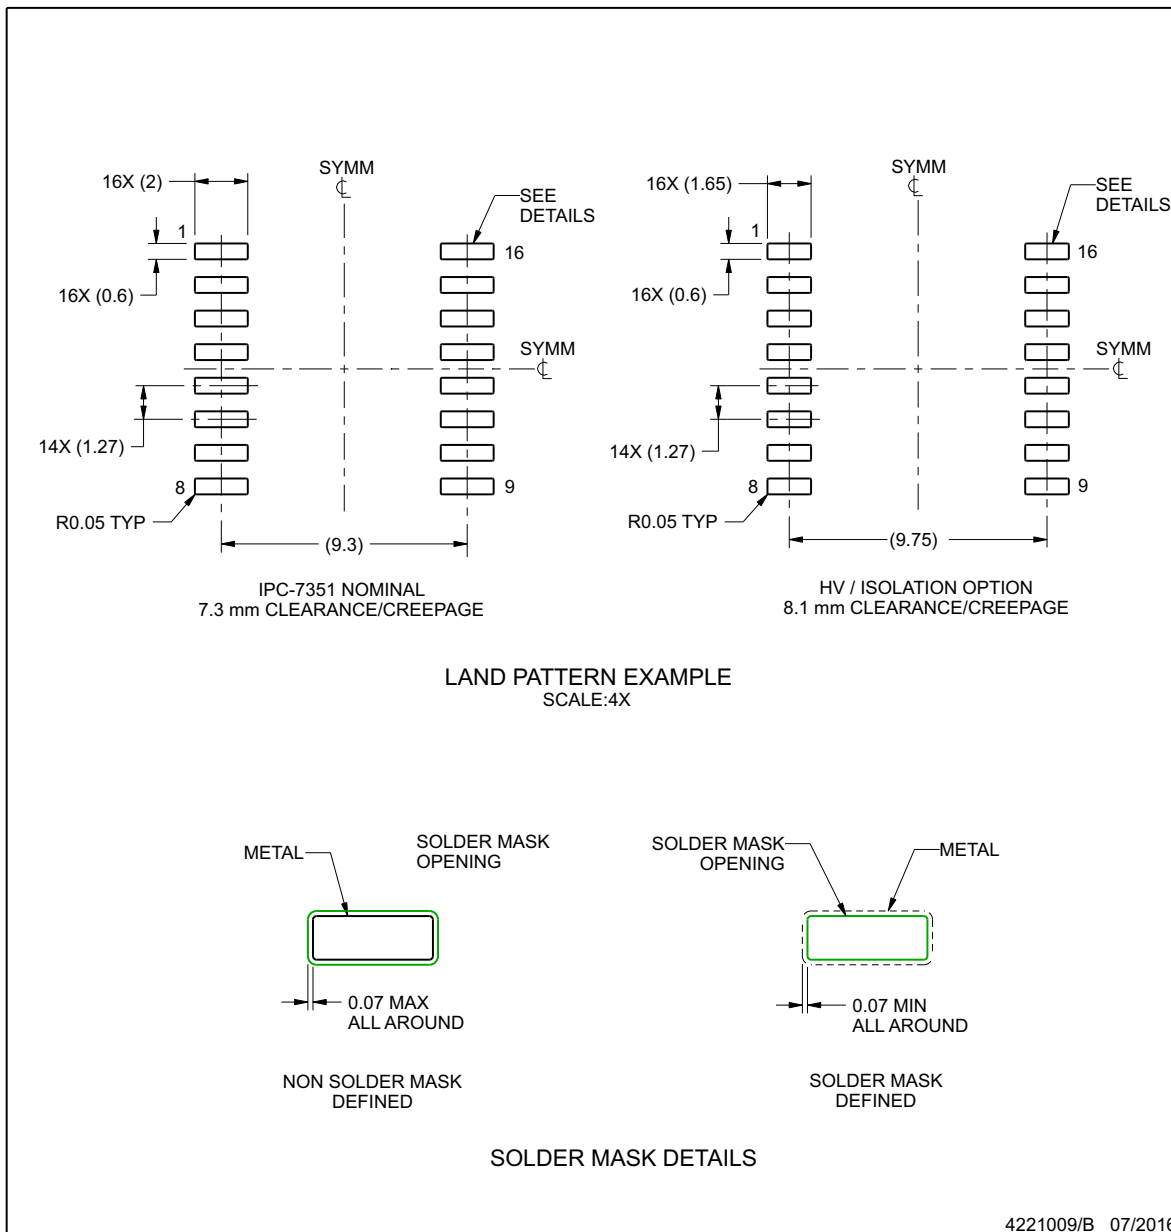 SYMM
16X (2)
SEE
DETAILS
1
16
16X (0.6)
SYMM
14X (1.27)
8
9
R0.05 TYP
(9.3)
IPC-7351 NOMINAL
7.3 mm CLEARANCE/CREEPAGE
SYMM
16X (1.65)
SEE
DETAILS
1
16
16X (0.6)
SYMM
14X (1.27)
8
9
R0.05 TYP
(9.75)
HV / ISOLATION OPTION
8.1 mm CLEARANCE/CREEPAGE
LAND PATTERN EXAMPLE
SCALE:4X
METAL
SOLDER MASK
OPENING
0.07 MAX
ALL AROUND
NON SOLDER MASK
DEFINED
SOLDER MASK
OPENING
METAL
0.07 MIN
ALL AROUND
SOLDER MASK
DEFINED
SOLDER MASK DETAILS
4221009/B 07/2016